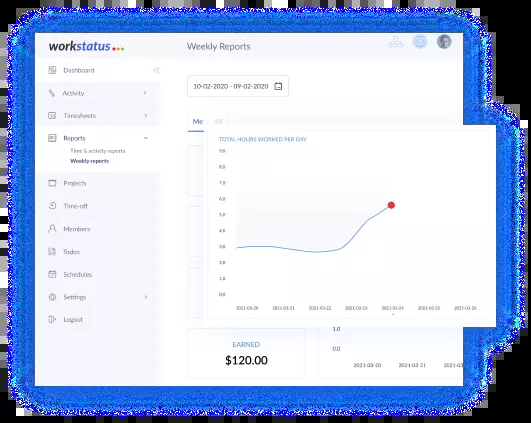 workstatus
Weekly Reports
Dashboard
10-02-2020 - 09-02-2020
Activity
Timesheets
Me
All
Reports
Time & activity reports
Weekly reports
Projects
Time-off
Members
Todos
Schedules
Settings
Logout
TOTAL HOURS WORKED PER DAY
9.0
8.0
7.0
6.0
5.0
4.0
3.0
2.0
1.0
0.0
2021-03-20 2021-03-21 2021-03-22 2021-03-23 2021-03-24 2021-03-25 2021-03-26
EARNED
$120.00
1.0
0.0
2021-03-20 2021-03-21